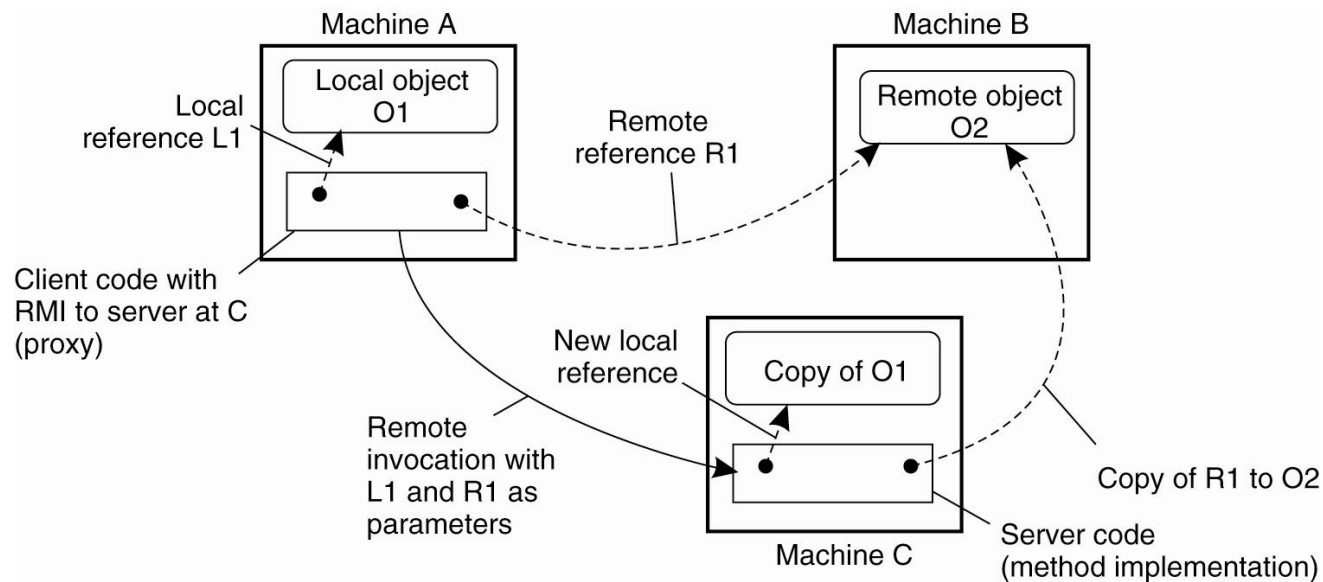 Machine A
Machine B
Local object
O1
Remote object
O2
Local
reference L1
Remote
reference R1
Client code with
RMI to server at C
(proxy)
New local
reference
Copy of O1
Remote
invocation with
L1 and R1 as
parameters
Copy of R1 to O2
Server code
(method implementation)
Machine C